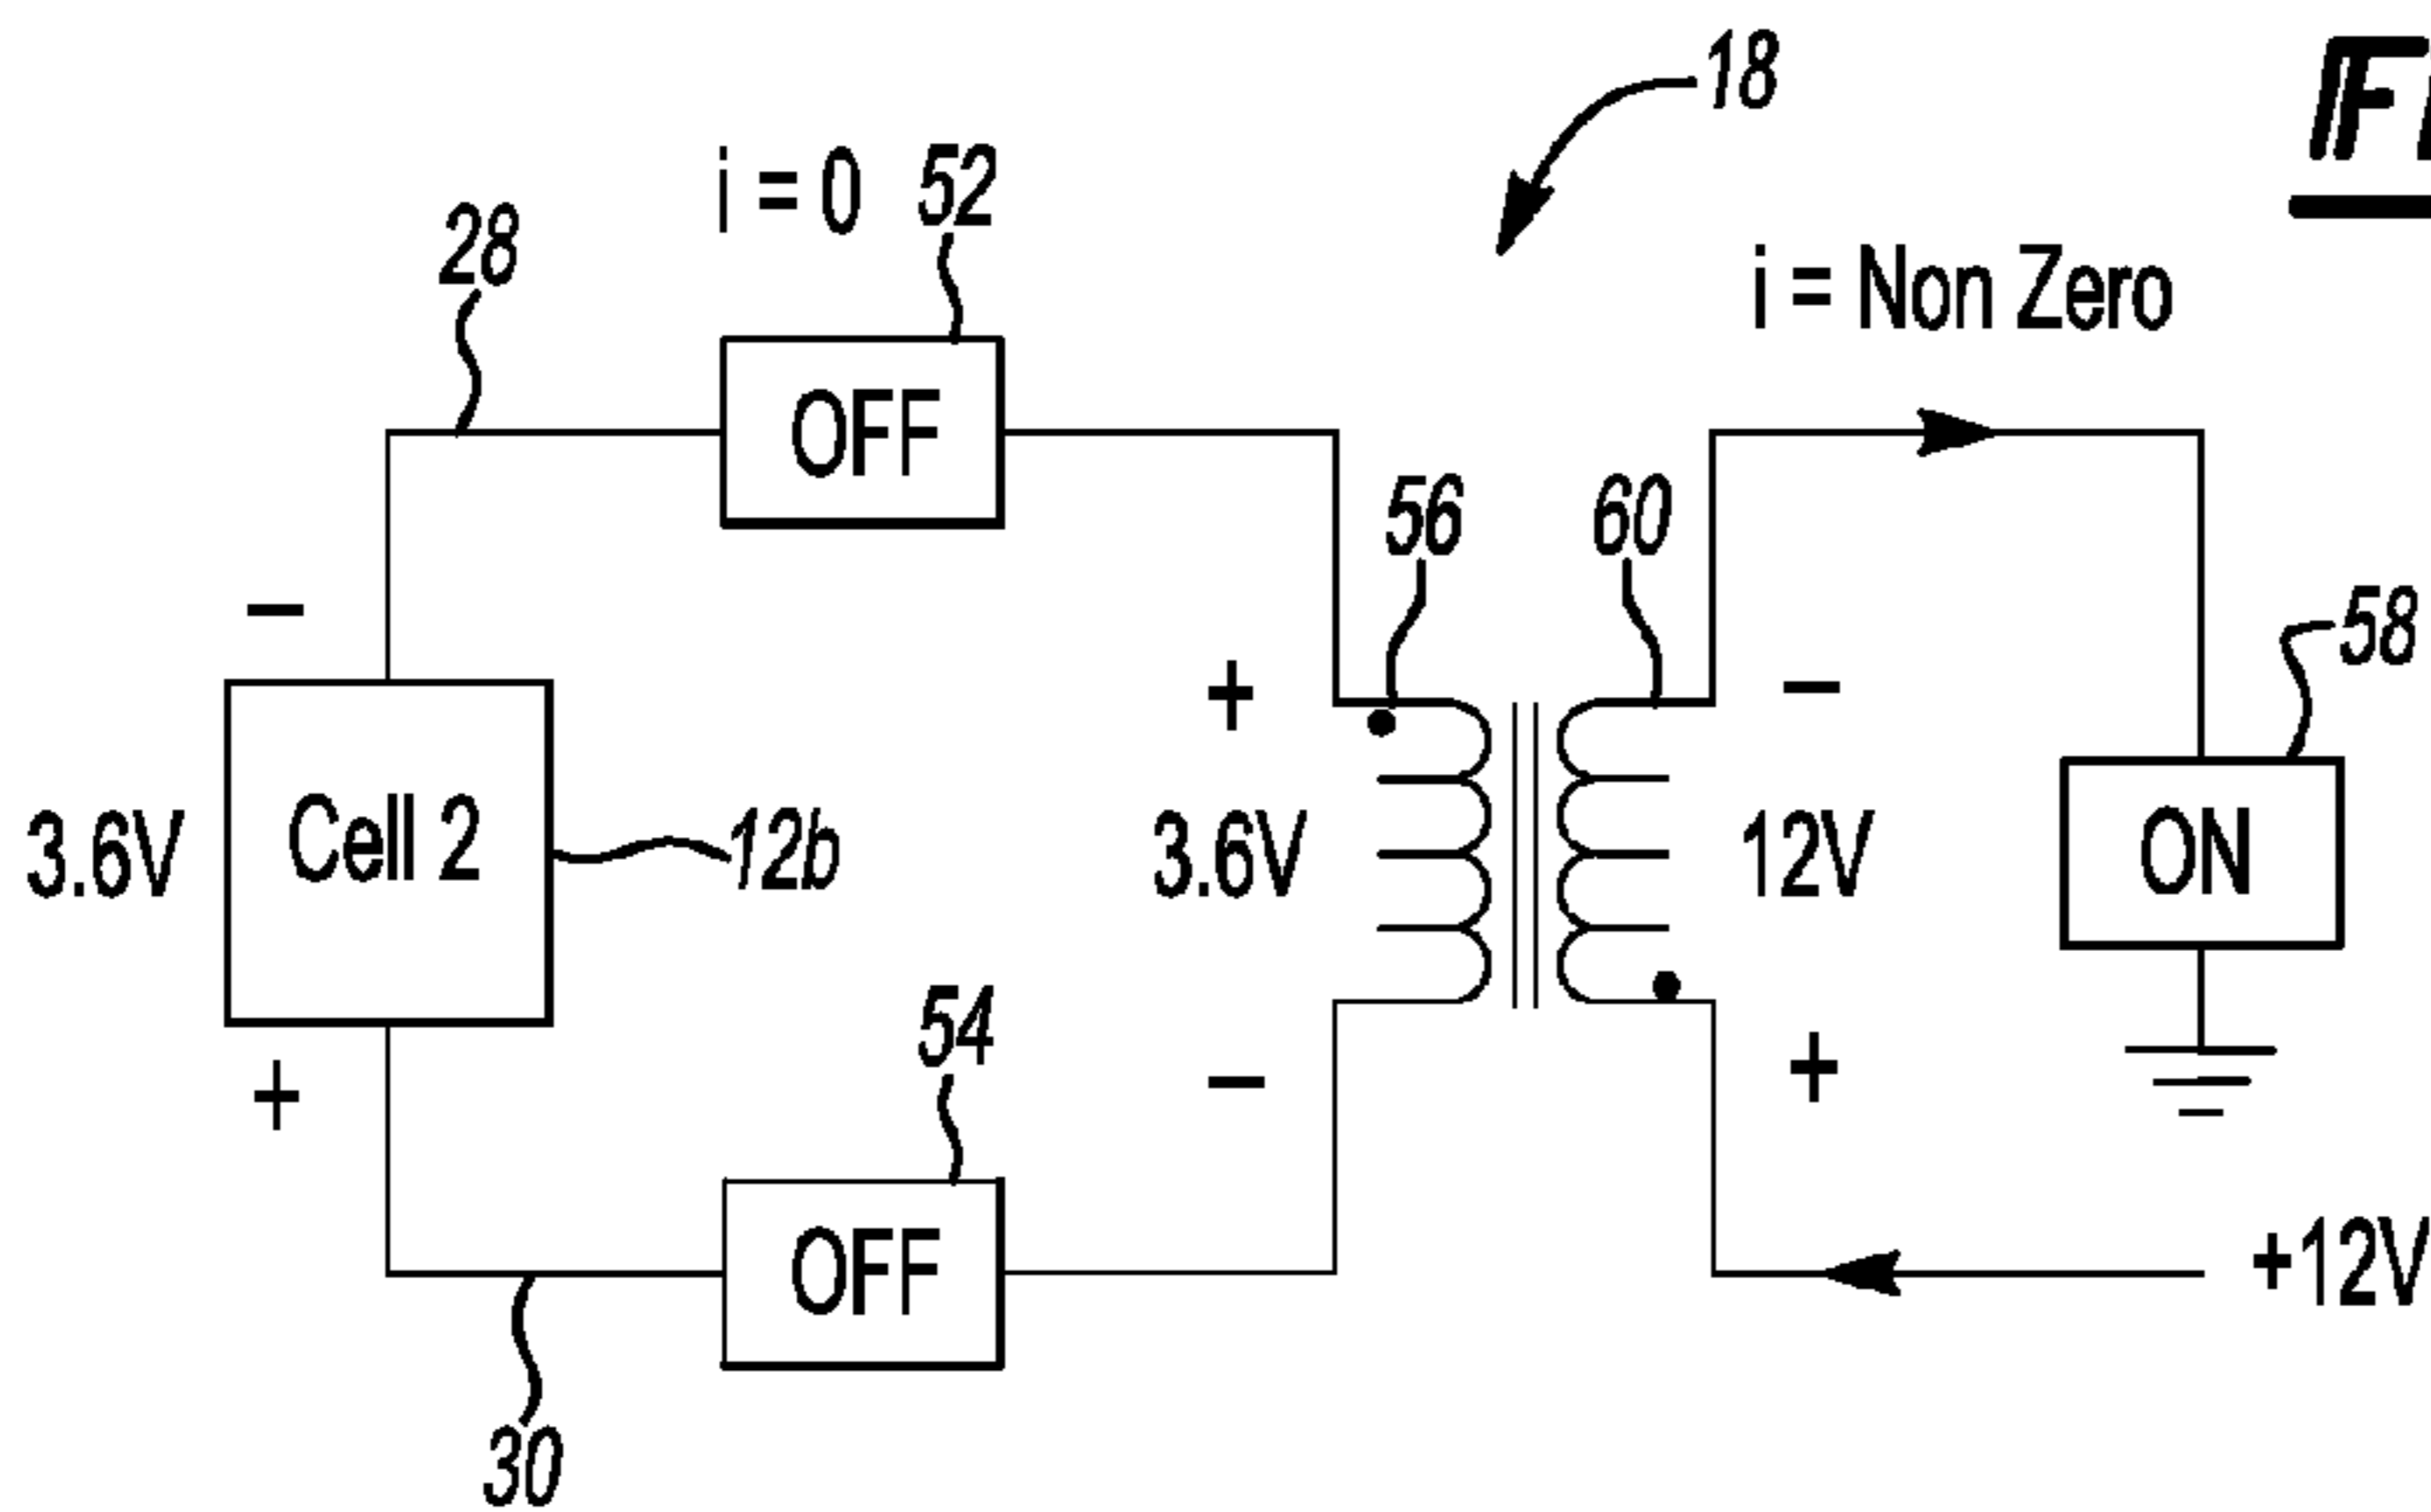 18
i = 0
52
28
i = Non Zero
OFF
56
60
58
−
+
−
3.6V
Cell 2
12b
3.6V
12V
ON
54
+
−
+
OFF
+12V
30